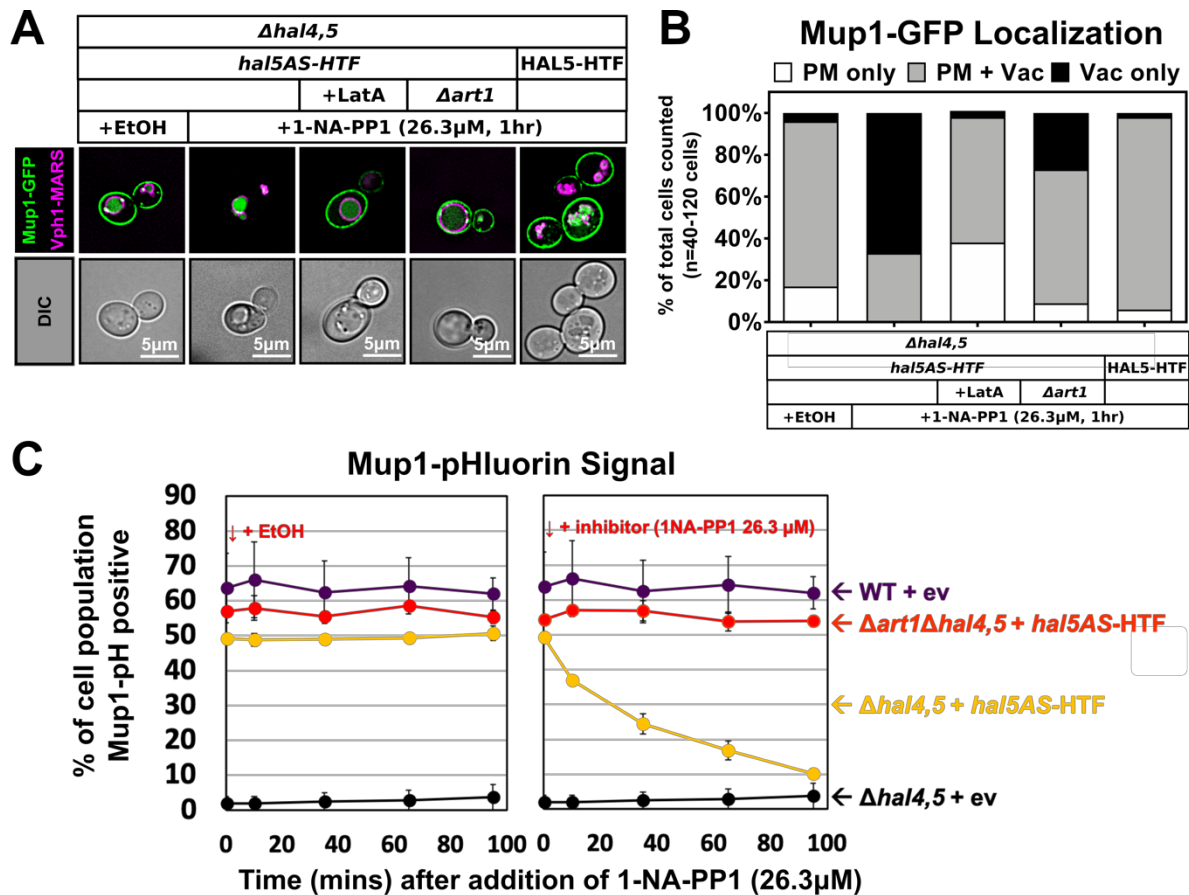 A
Δhal4,5
hal5AS-HTF HAL5-HTF
+LatA Δart1
+EtOH +1-NA-PP1 (26.3µM, 1hr)
Mup1-GFP
Vph1-MARS
DIC
5µm 5µm 5µm 5µm 5µm
B
Mup1-GFP Localization
PM only PM + Vac Vac only
% of total cells counted
(n=40-120 cells)
100%
80%
60%
40%
20%
0%
Δhal4,5
hal5AS-HTF HAL5-HTF
+LatA Δart1
+EtOH +1-NA-PP1 (26.3µM, 1hr)
C
Mup1-pHluorin Signal
% of cell population
Mup1-pH positive
90
80
70
60
50
40
30
20
10
0
↓ + EtOH
↓ + inhibitor (1NA-PP1 26.3 µM)
← WT + ev
← Δart1Δhal4,5 + hal5AS-HTF
← Δhal4,5 + hal5AS-HTF
← Δhal4,5 + ev
0 20 40 60 80 100 0 20 40 60 80 100
Time (mins) after addition of 1-NA-PP1 (26.3µM)